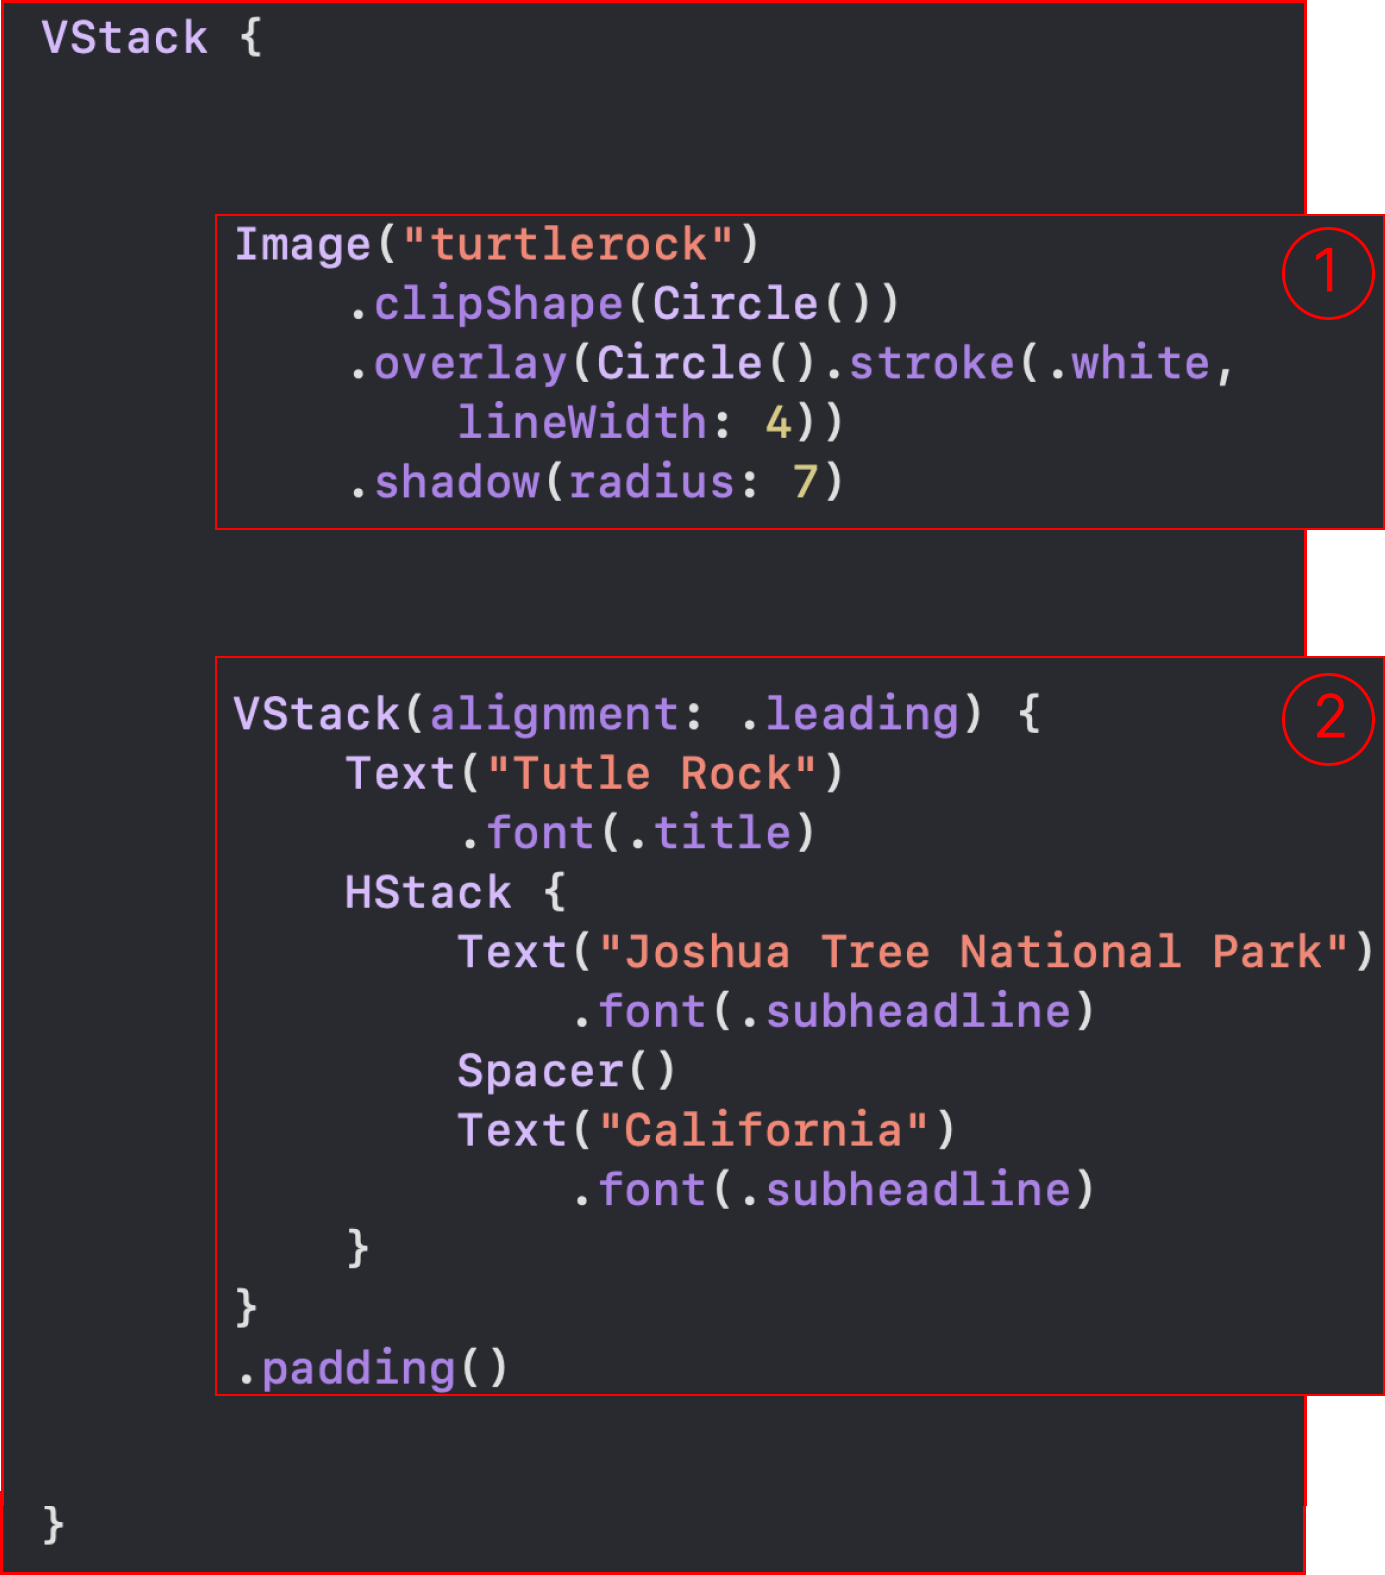 VStack {
Image("turtlerock")
.clipShape(Circle())
.overlay(Circle().stroke(.white,
lineWidth: 4))
.shadow(radius: 7)
1
VStack(alignment: .leading) {
Text("Tutle Rock")
.font(.title)
HStack {
Text("Joshua Tree National Park")
.font(.subheadline)
Spacer()
Text("California")
.font(.subheadline)
}
}
.padding()
2
}